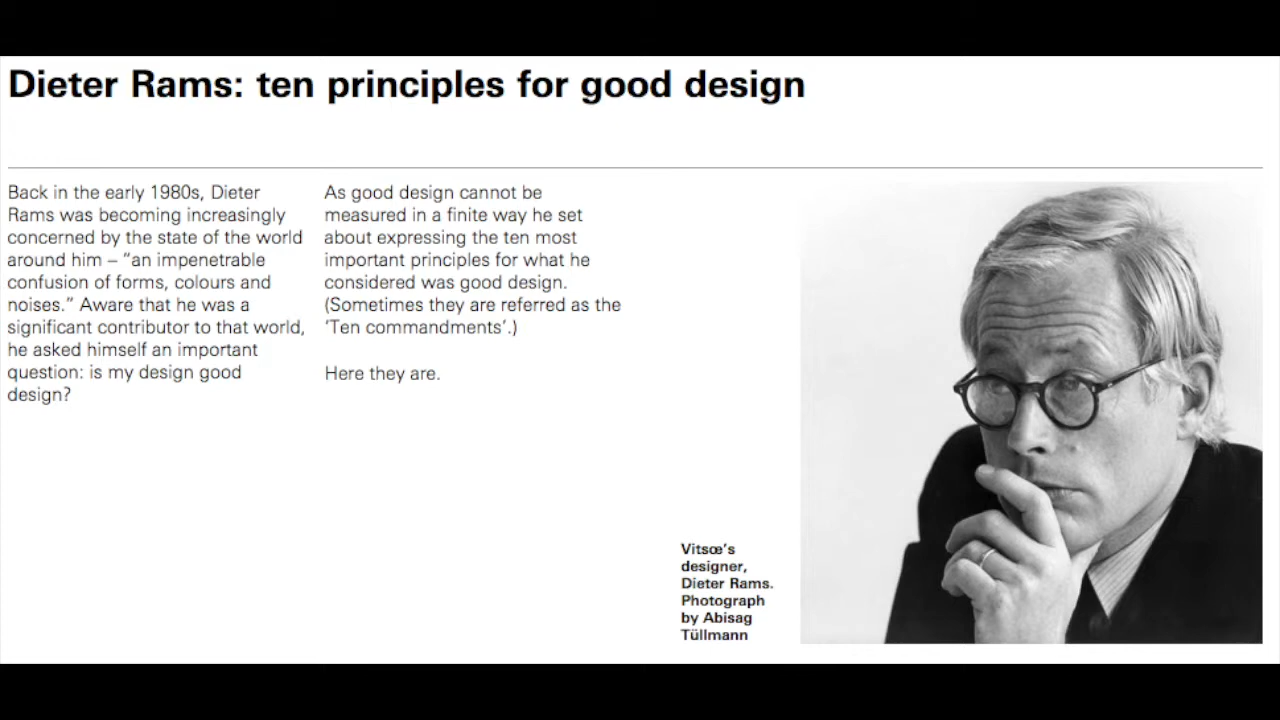 Dieter Rams: ten principles for good design
Back in the early 1980s, Dieter
Rams was becoming increasingly
concerned by the state of the world
around him – “an impenetrable
confusion of forms, colours and
noises.” Aware that he was a
significant contributor to that world,
he asked himself an important
question: is my design good
design?
As good design cannot be
measured in a finite way he set
about expressing the ten most
important principles for what he
considered was good design.
(Sometimes they are referred as the
‘Ten commandments’.)
Here they are.
Vitsœ’s
designer,
Dieter Rams.
Photograph
by Abisag
Tüllmann